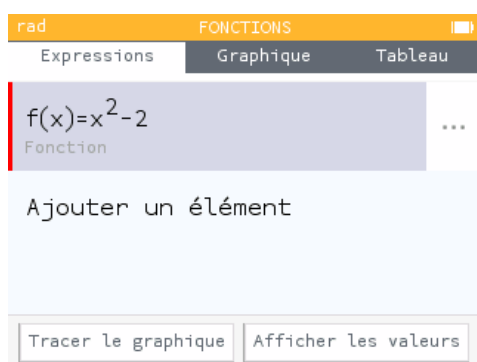 rad FONCTIONS
Expressions Graphique Tableau
f(x)=x²-2
Fonction
...
Ajouter un élément
Tracer le graphique Afficher les valeurs